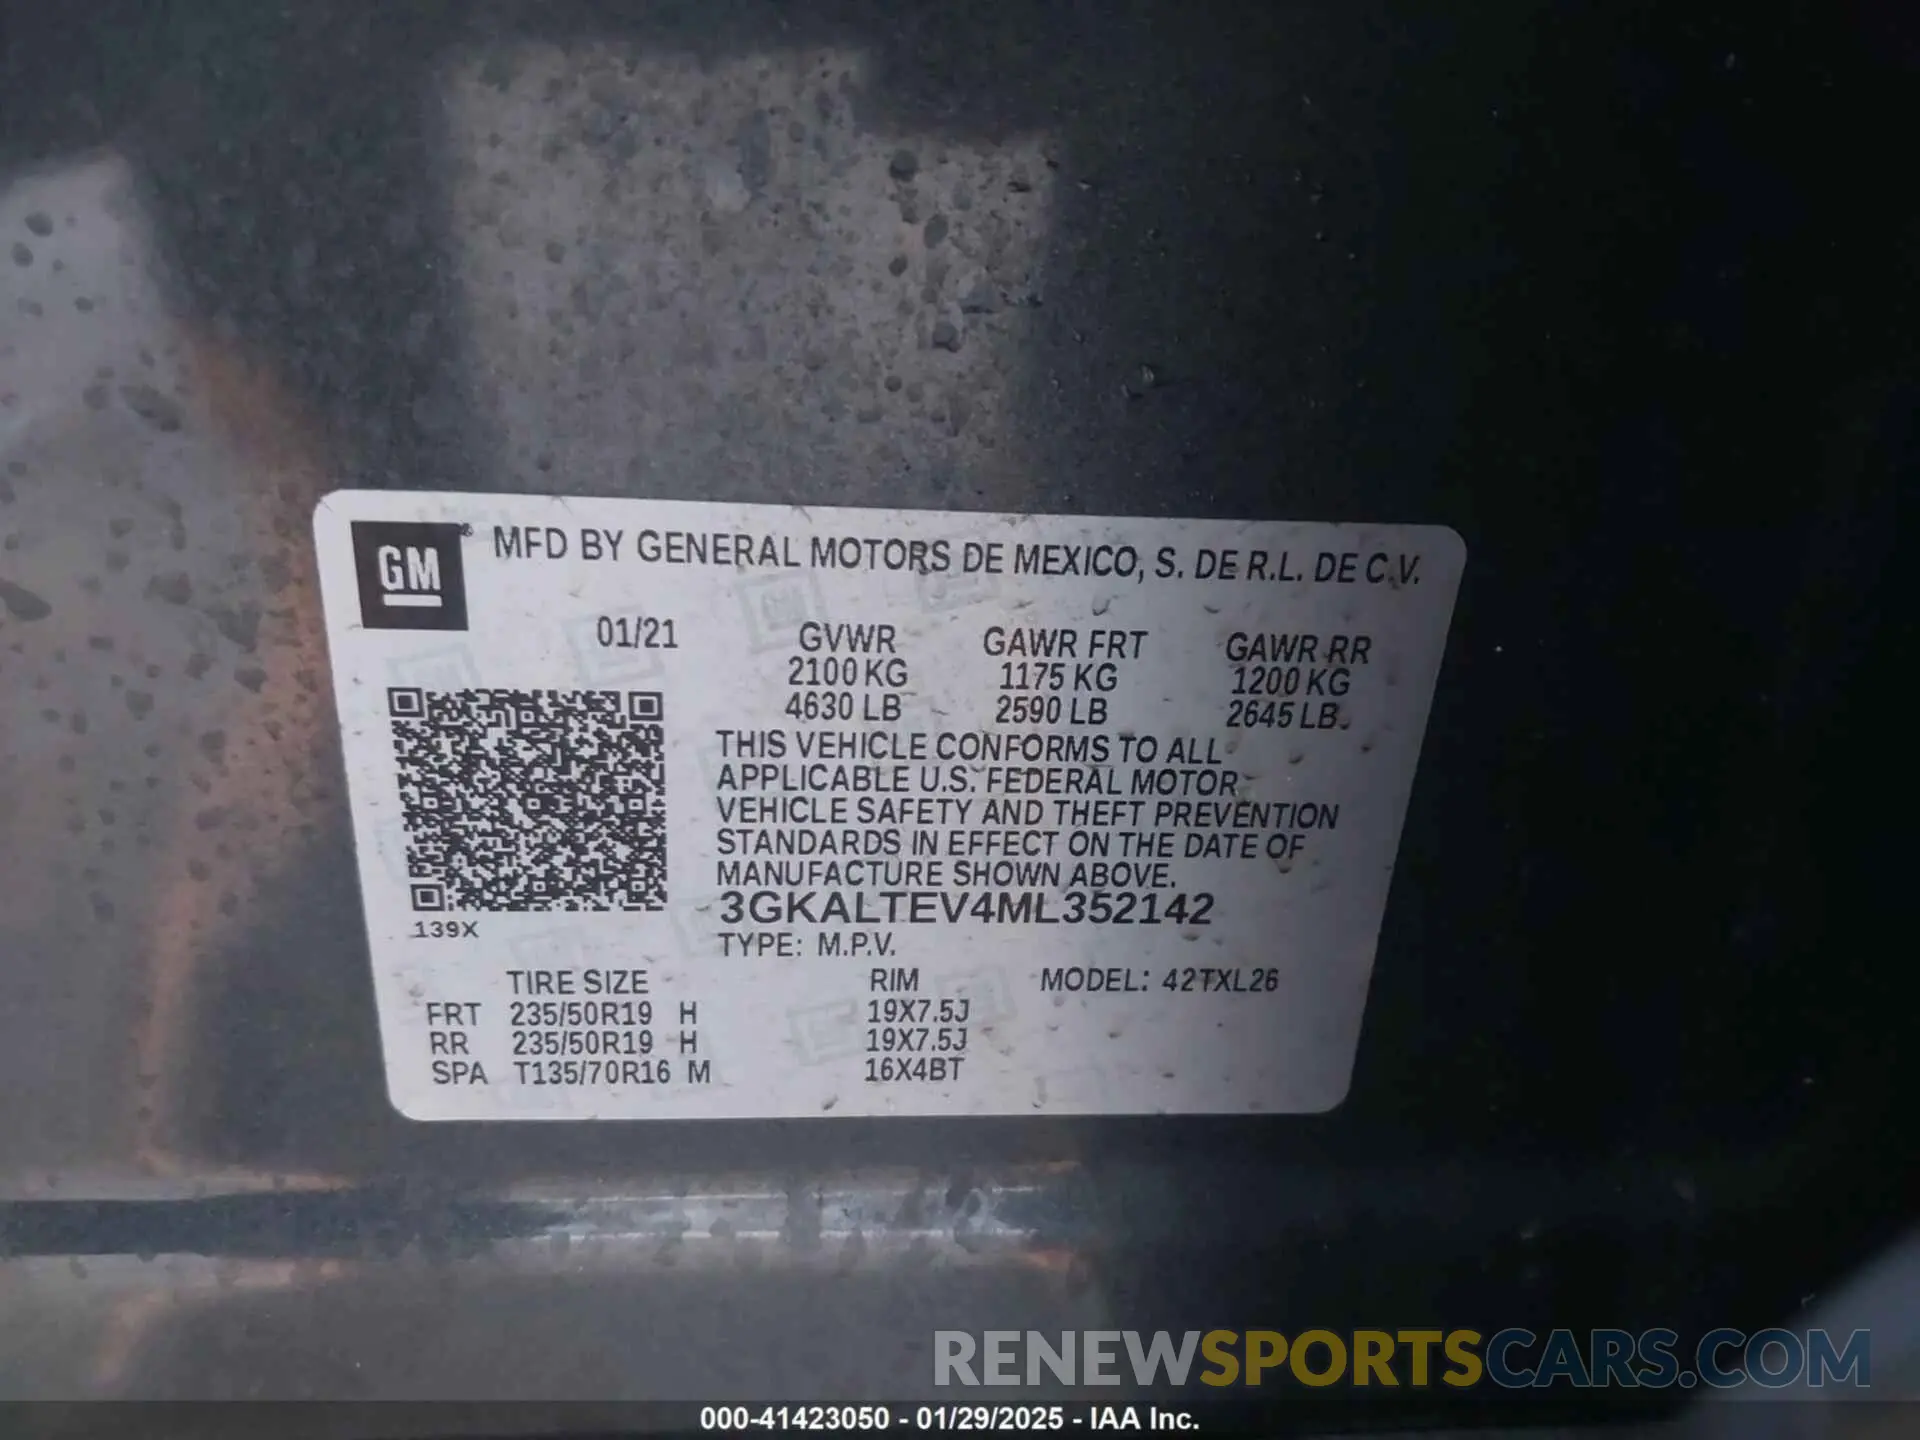 GM® MFD BY GENERAL MOTORS DE MEXICO, S. DE R.L. DE C.V.
01/21 GVWR GAWR FRT GAWR RR
2100 KG 1175 KG 1200 KG
4630 LB 2590 LB 2645 LB
THIS VEHICLE CONFORMS TO ALL
APPLICABLE U.S. FEDERAL MOTOR
VEHICLE SAFETY AND THEFT PREVENTION
STANDARDS IN EFFECT ON THE DATE OF
MANUFACTURE SHOWN ABOVE.
3GKALTEV4ML352142
139X
TYPE: M.P.V.
TIRE SIZE RIM MODEL: 42TXL26
FRT 235/50R19 H 19X7.5J
RR 235/50R19 H 19X7.5J
SPA T135/70R16 M 16X4BT
RENEWSPORTSCARS.COM
000-41423050 - 01/29/2025 - IAA Inc.